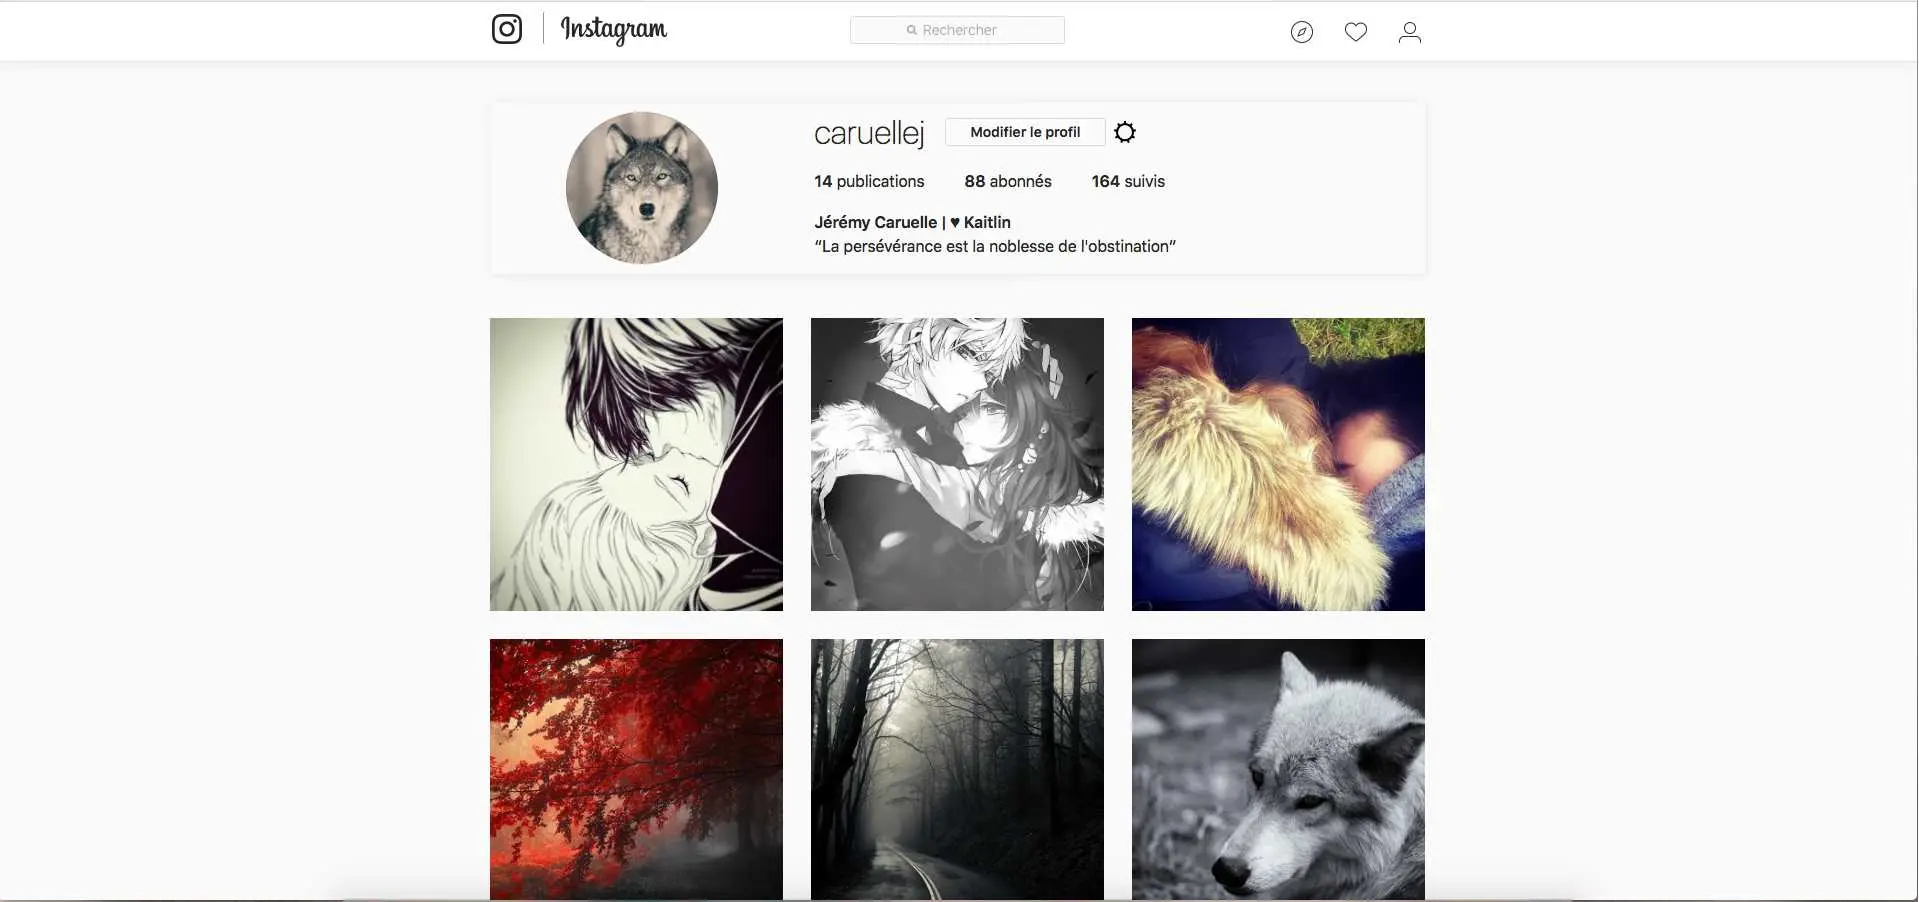 Instagram
Rechercher
caruellej
Modifier le profil
14 publications
88 abonnés
164 suivis
Jérémy Caruelle | ♥ Kaitlin
“La persévérance est la noblesse de l'obstination”